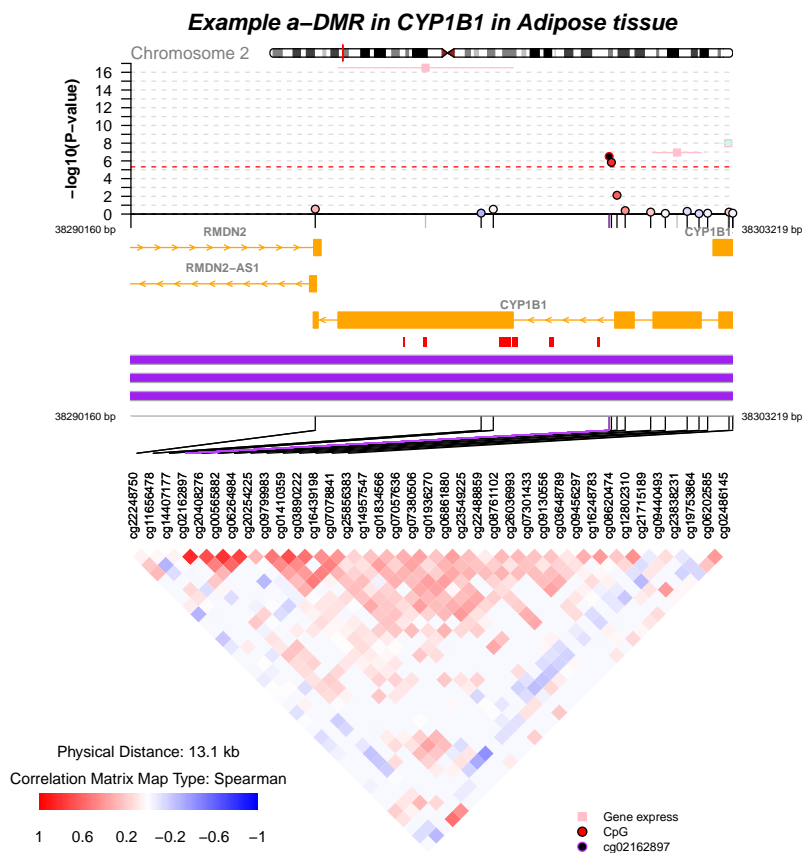 Example a−DMR in CYP1B1 in Adipose tissue
Chromosome 2
−log10(P−value)
16
14
12
10
8
6
4
2
0
38290160 bp
38303219 bp
RMDN2
CYP1B1
RMDN2−AS1
CYP1B1
38290160 bp
38303219 bp
cg22248750
cg11656478
cg14407177
cg02162897
cg20408276
cg00565882
cg06264984
cg20254225
cg09799983
cg01410359
cg03890222
cg16439198
cg07078841
cg25856383
cg14957547
cg01834566
cg07057636
cg07380506
cg01936270
cg06861880
cg23549225
cg22488859
cg08761102
cg26036993
cg07301433
cg09130556
cg03648789
cg09456297
cg16248783
cg08620474
cg12802310
cg21715189
cg09440493
cg23838231
cg19753864
cg06202585
cg02486145
Physical Distance: 13.1 kb
Correlation Matrix Map Type: Spearman
1 0.6 0.2 −0.2 −0.6 −1
Gene express
CpG
cg02162897